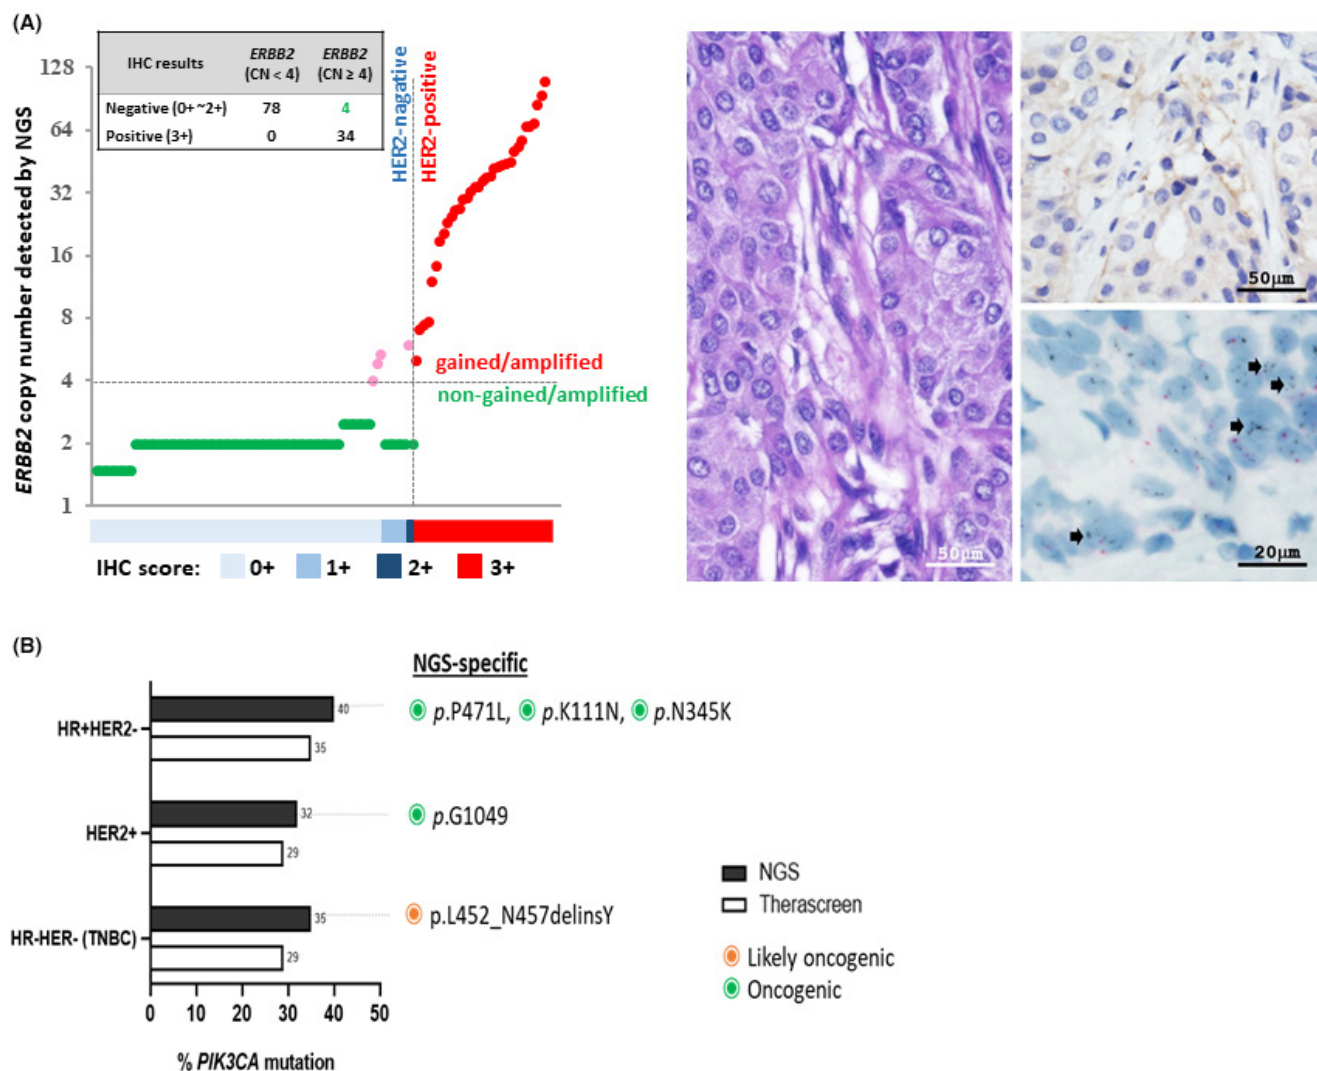 (A)
ERBB2 copy number detected by NGS
128
64
32
16
8
4
2
1
IHC results ERBB2 (CN < 4) ERBB2 (CN ≥ 4)
Negative (0+ ~2+) 78 4
Positive (3+) 0 34
HER2-nagative
HER2-positive
gained/amplified
non-gained/amplified
IHC score: 0+ 1+ 2+ 3+
50μm
50μm
20μm
(B)
NGS-specific
HR+HER2-
40
35
p.P471L, p.K111N, p.N345K
HER2+
32
29
p.G1049
HR-HER- (TNBC)
35
29
p.L452_N457delinsY
0 10 20 30 40 50
% PIK3CA mutation
NGS
Therascreen
Likely oncogenic
Oncogenic